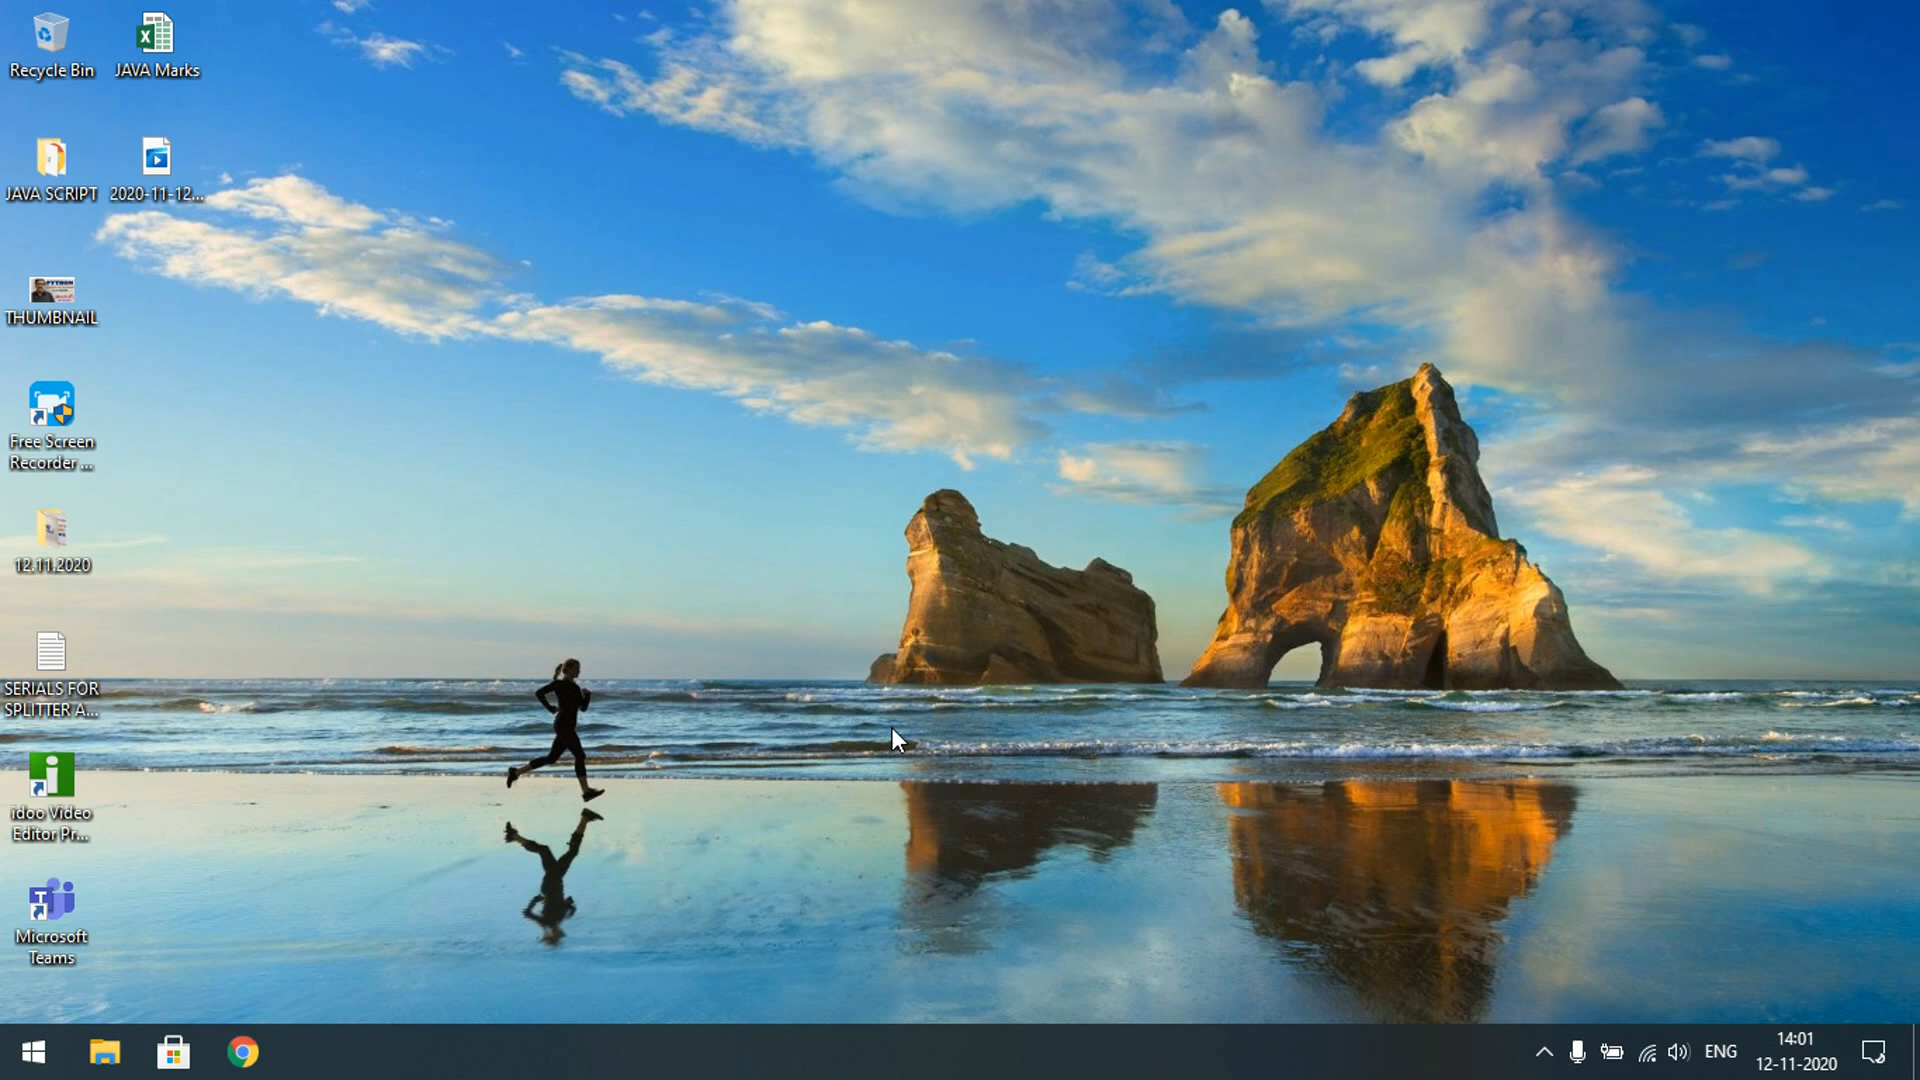 Recycle Bin
JAVA Marks
JAVA SCRIPT
2020-11-12...
PYTHON
THUMBNAIL
Free Screen
Recorder ...
12.11.2020
SERIALS FOR
SPLITTER A...
idoo Video
Editor Pr...
Microsoft
Teams
ENG
14:01
12-11-2020